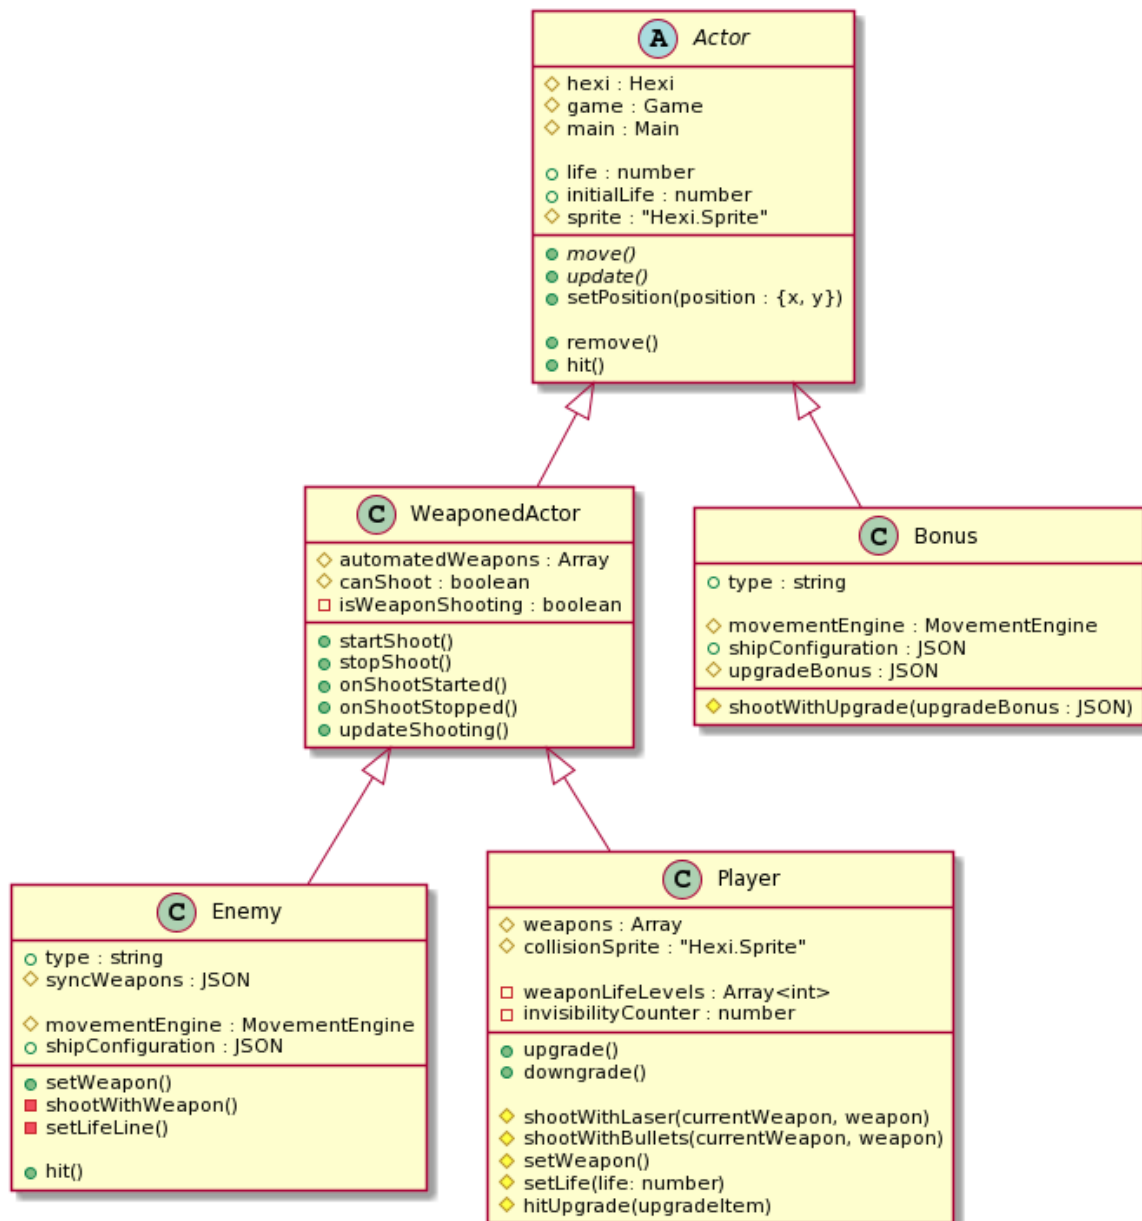 A Actor
hexi : Hexi
game : Game
main : Main
life : number
initialLife : number
sprite : "Hexi.Sprite"
move()
update()
setPosition(position : {x, y})
remove()
hit()
C WeaponedActor
automatedWeapons : Array
canShoot : boolean
isWeaponShooting : boolean
startShoot()
stopShoot()
onShootStarted()
onShootStopped()
updateShooting()
C Bonus
type : string
movementEngine : MovementEngine
shipConfiguration : JSON
upgradeBonus : JSON
shootWithUpgrade(upgradeBonus : JSON)
C Enemy
type : string
syncWeapons : JSON
movementEngine : MovementEngine
shipConfiguration : JSON
setWeapon()
shootWithWeapon()
setLifeLine()
hit()
C Player
weapons : Array
collisionSprite : "Hexi.Sprite"
weaponLifeLevels : Array<int>
invisibilityCounter : number
upgrade()
downgrade()
shootWithLaser(currentWeapon, weapon)
shootWithBullets(currentWeapon, weapon)
setWeapon()
setLife(life: number)
hitUpgrade(upgradeItem)